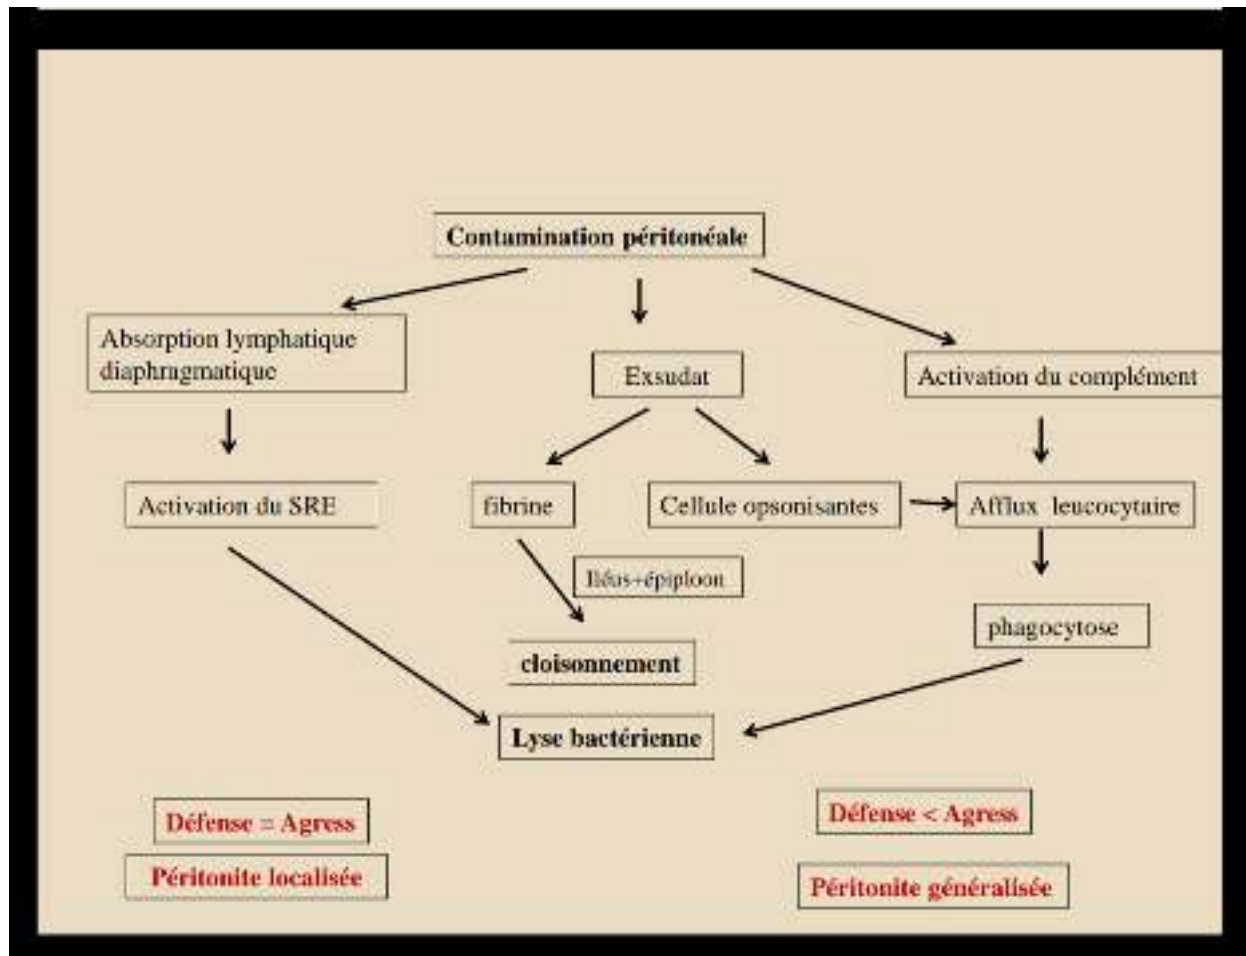 Contamination péritonéale
Absorption lymphatique
diaphragmatique
Exsudat
Activation du complément
Activation du SRE
fibrine
Cellule opsonisantes
Afflux leucocytaire
Iléus+épiploon
phagocytose
cloisonnement
Lyse bactérienne
Défense = Agress
Défense < Agress
Péritonite localisée
Péritonite généralisée